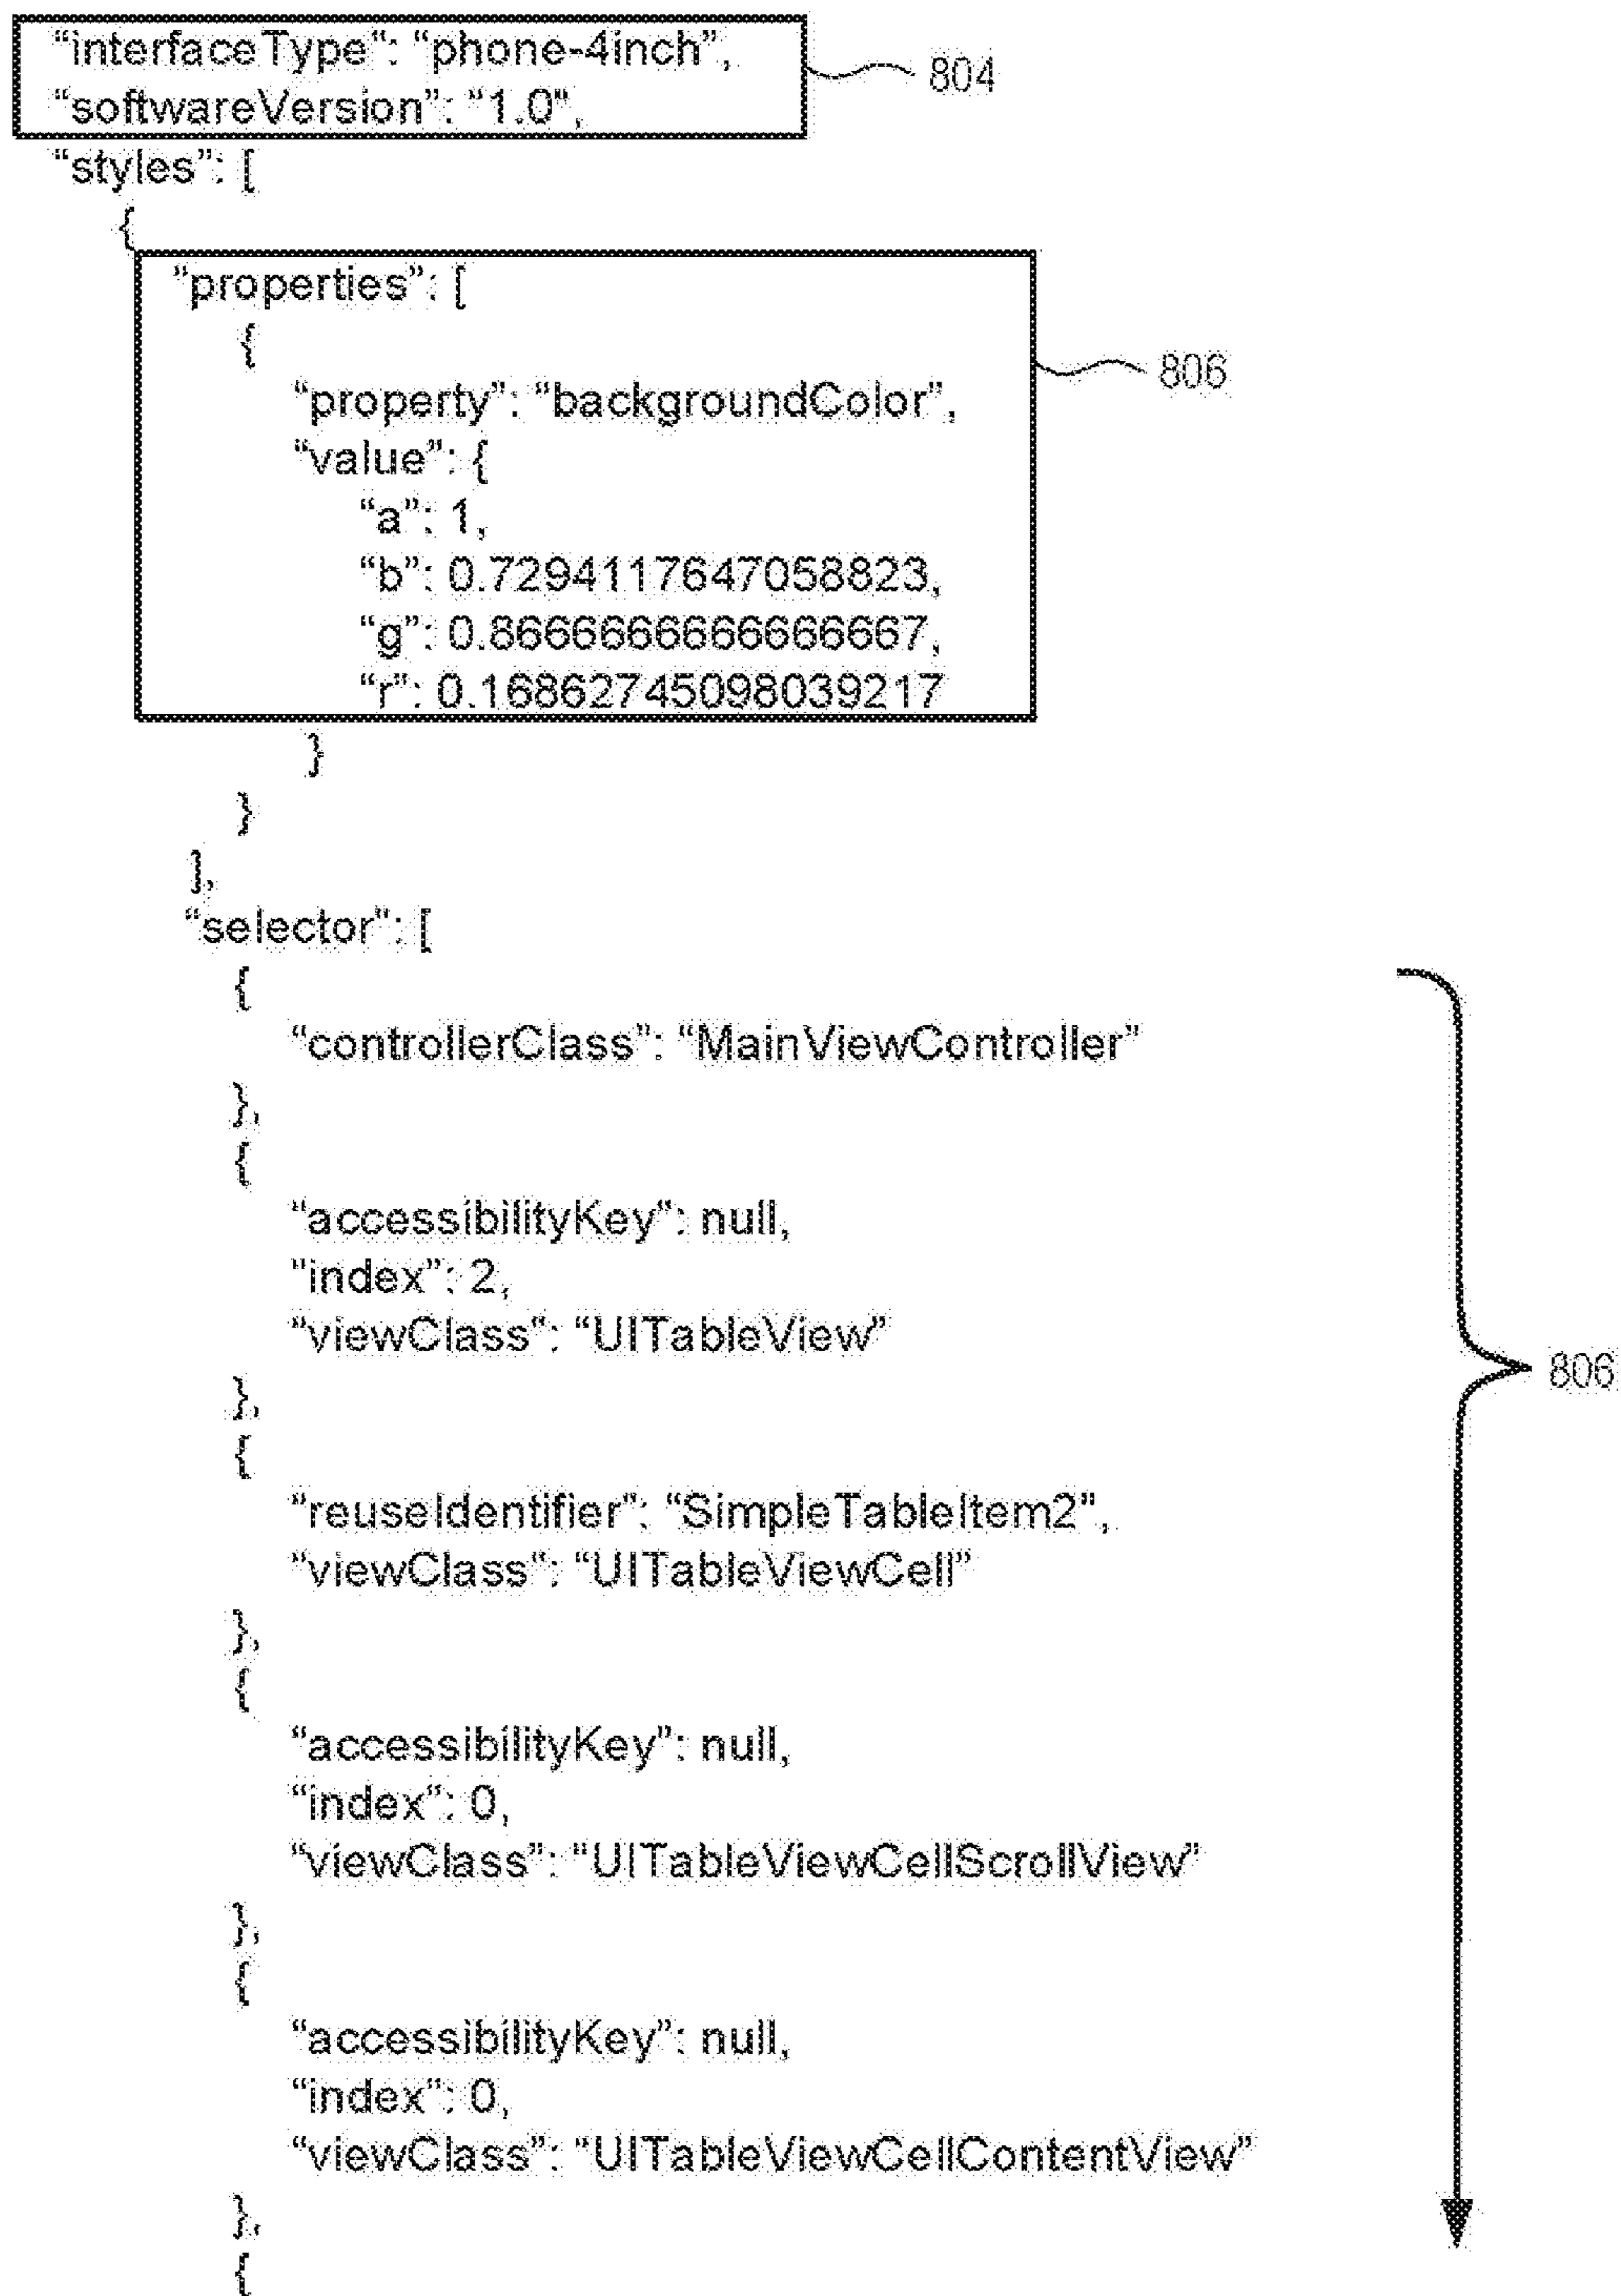 “interfaceType”: “phone-4inch”,
“softwareVersion”: “1.0", 804
“styles”: [
{
“properties”: [
{
806
“property”: “backgroundColor”,
“value”: {
“a”: 1,
“b”: 0.7294117647058823,
“g”: 0.8666666666666667,
“r”: 0.16862745098039217
}
}
],
“selector”: [
{
“controllerClass”: “MainViewController”
},
{
“accessibilityKey”: null,
“index”: 2,
“viewClass”: “UITableView”
806
},
{
“reuseIdentifier”: “SimpleTableItem2",
“viewClass”: “UITableViewCell”
},
{
“accessibilityKey”: null,
“index”: 0,
“viewClass”: “UITableViewCellScrollView”
},
{
“accessibilityKey”: null,
“index”: 0,
“viewClass”: “UITableViewCellContentView”
},
{